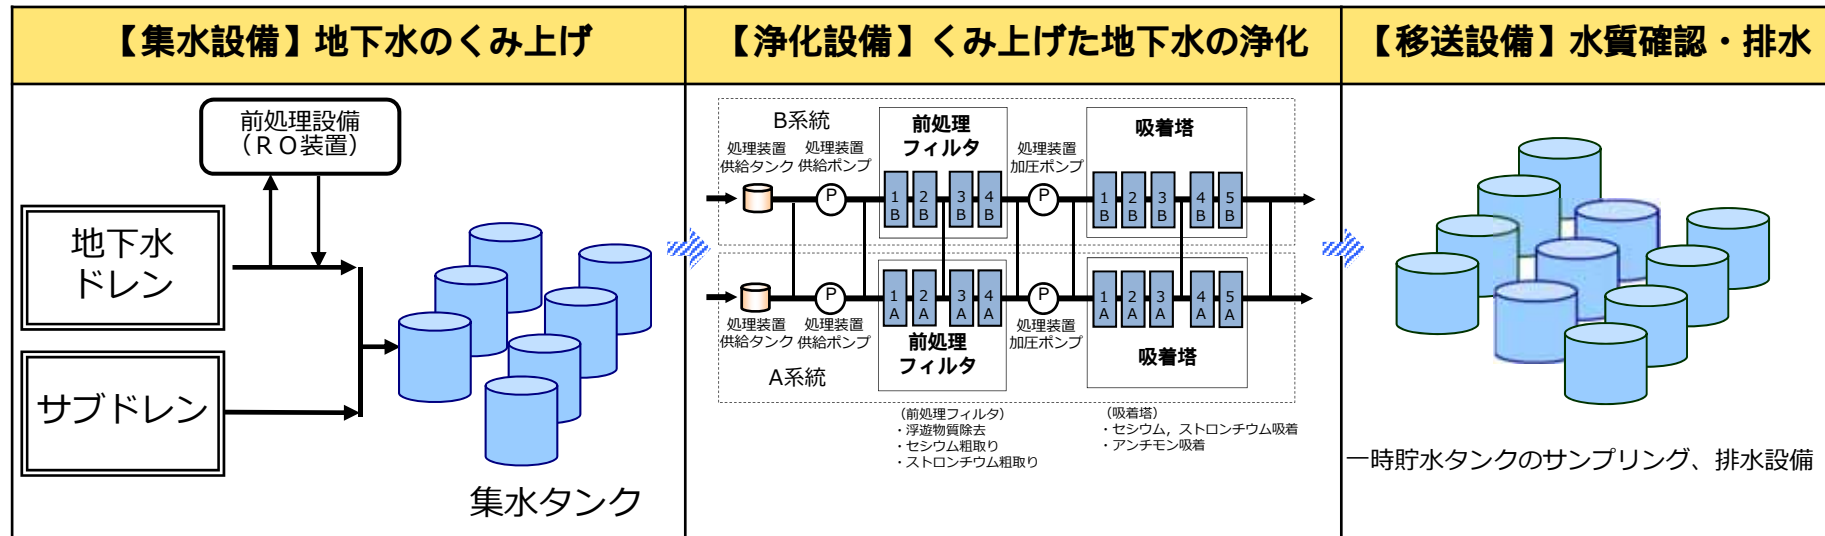 【集水設備】地下水のくみ上げ
前処理設備
（ＲＯ装置）
地下水
ドレン
サブドレン
集水タンク
【浄化設備】くみ上げた地下水の浄化
B系統
処理装置
供給タンク
処理装置
供給ポンプ
P
前処理
フィルタ
1B
2B
3B
4B
処理装置
加圧ポンプ
P
吸着塔
1B
2B
3B
4B
5B
P
1A
2A
3A
4A
P
1A
2A
3A
4A
5A
処理装置
供給タンク
処理装置
供給ポンプ
前処理
フィルタ
処理装置
加圧ポンプ
吸着塔
A系統
（前処理フィルタ）
・浮遊物質除去
・セシウム粗取り
・ストロンチウム粗取り
（吸着塔）
・セシウム，ストロンチウム吸着
・アンチモン吸着
【移送設備】水質確認・排水
一時貯水タンクのサンプリング、排水設備